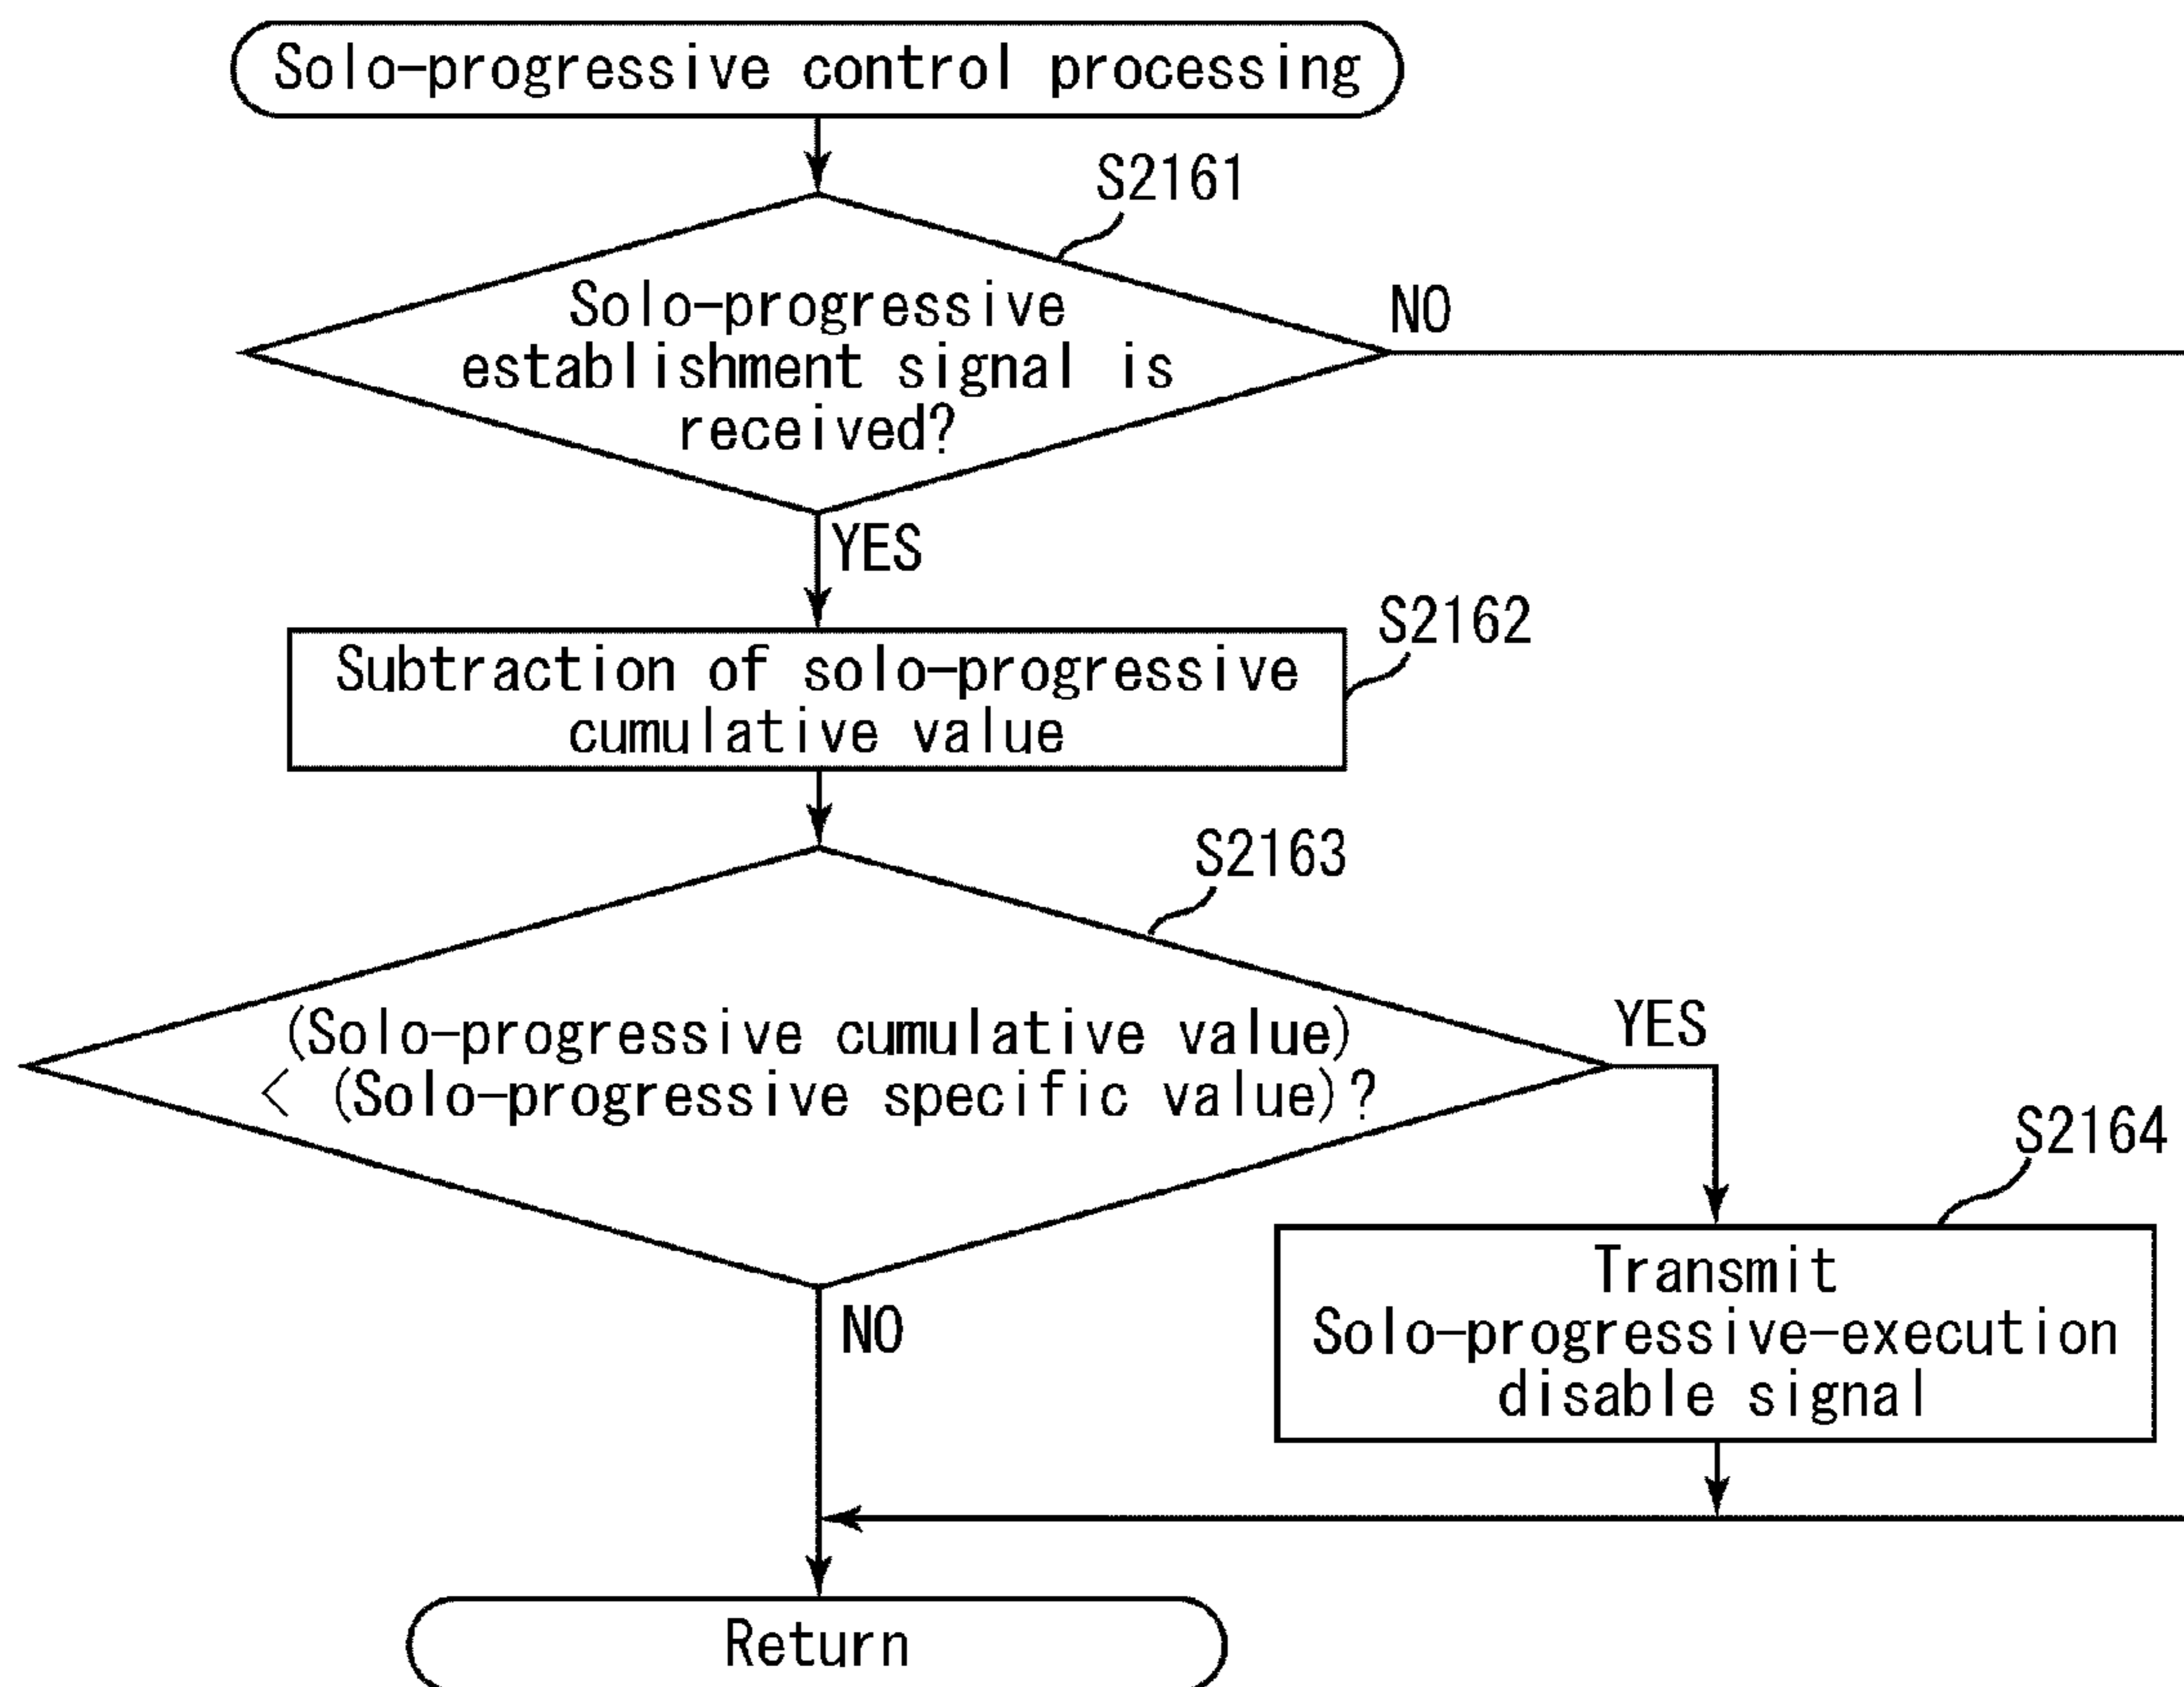 Solo-progressive control processing
S2161
Solo-progressive
establishment signal is
received?
NO
YES
S2162
Subtraction of solo-progressive
cumulative value
S2163
(Solo-progressive cumulative value)
< (Solo-progressive specific value)?
YES
S2164
Transmit
Solo-progressive-execution
disable signal
NO
Return